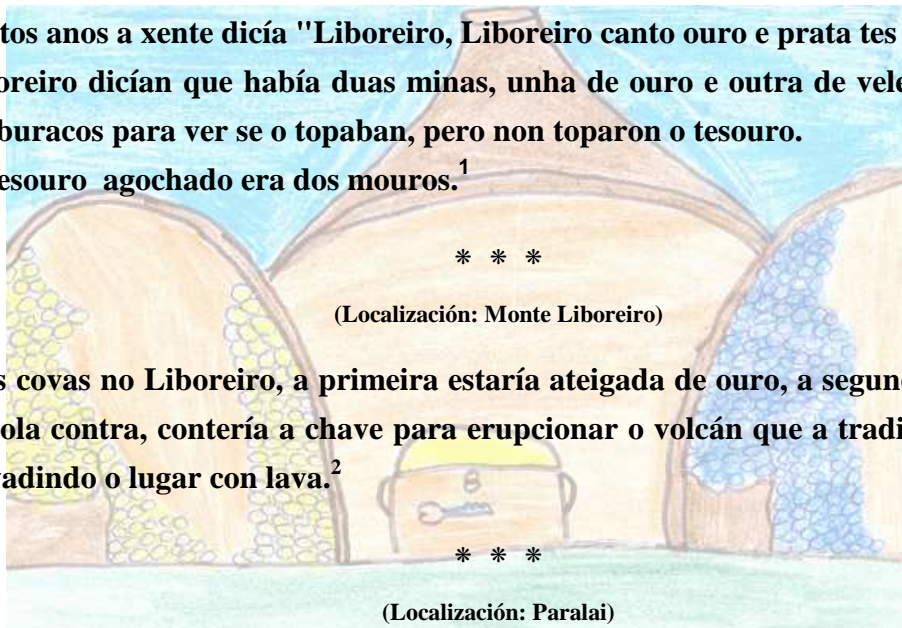 tos anos a xente dicía "Liboreiro, Liboreiro canto ouro e prata tes
oreiro dicían que había duas minas, unha de ouro e outra de vele
buracos para ver se o topaban, pero non toparon o tesouro.
esouro agochado era dos mouros.¹
* * *
(Localización: Monte Liboreiro)
s covas no Liboreiro, a primeira estaría ateigada de ouro, a segun
ola contra, contería a chave para erupcionar o volcán que a tradi
vadindo o lugar con lava.²
* * *
(Localización: Paralai)